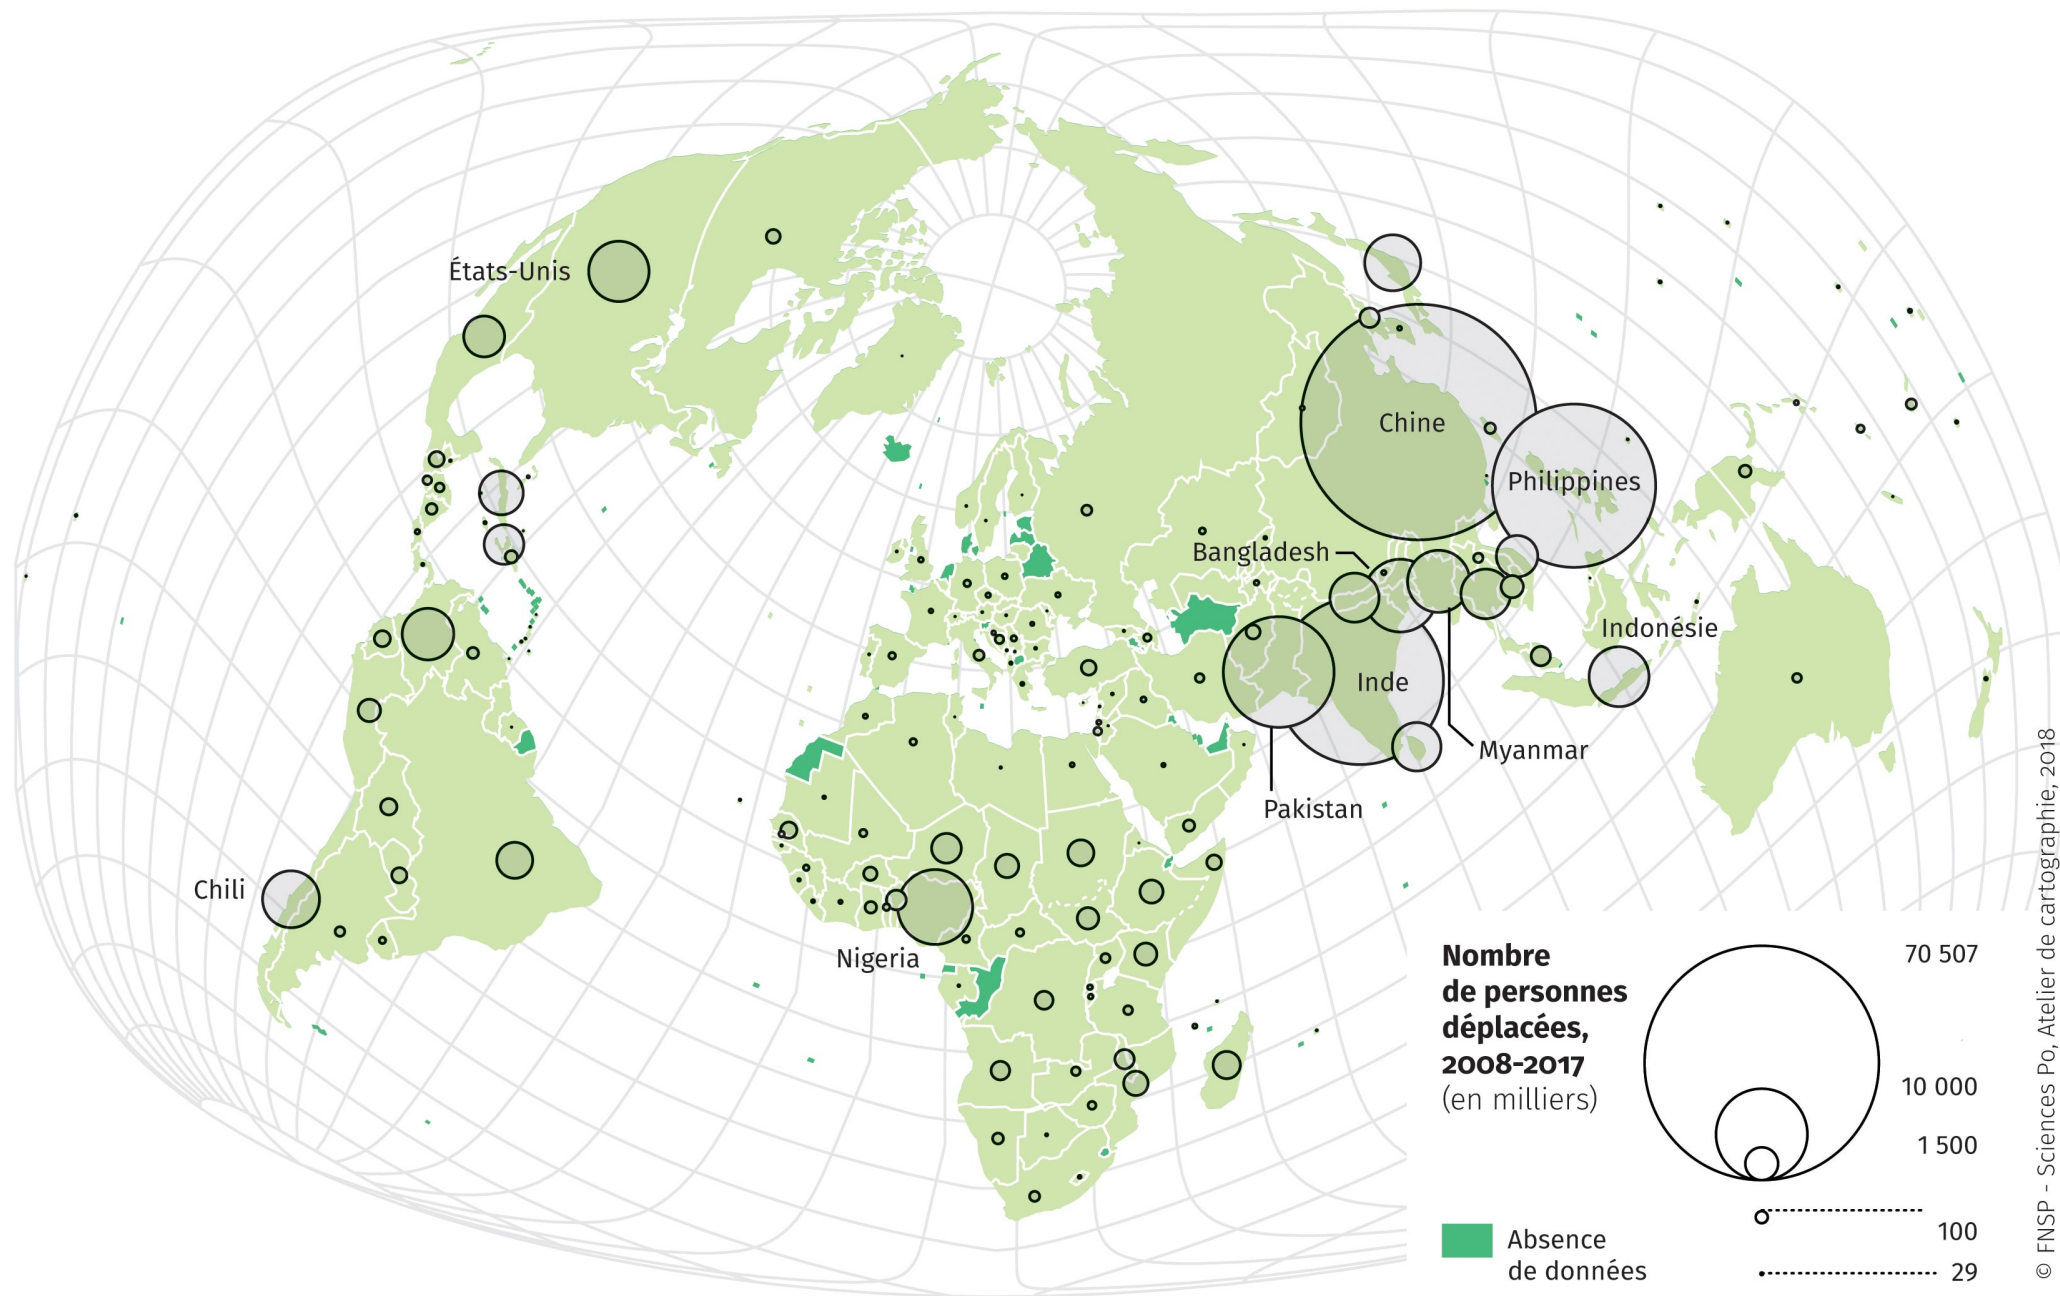 États-Unis
Chine
Philippines
Bangladesh
Indonésie
Inde
Myanmar
Pakistan
Chili
Nigeria
Nombre
de personnes
déplacées,
2008-2017
(en milliers)
70 507
10 000
1 500
100
29
Absence
de données
© FNSP - Sciences Po, Atelier de cartographie, 2018